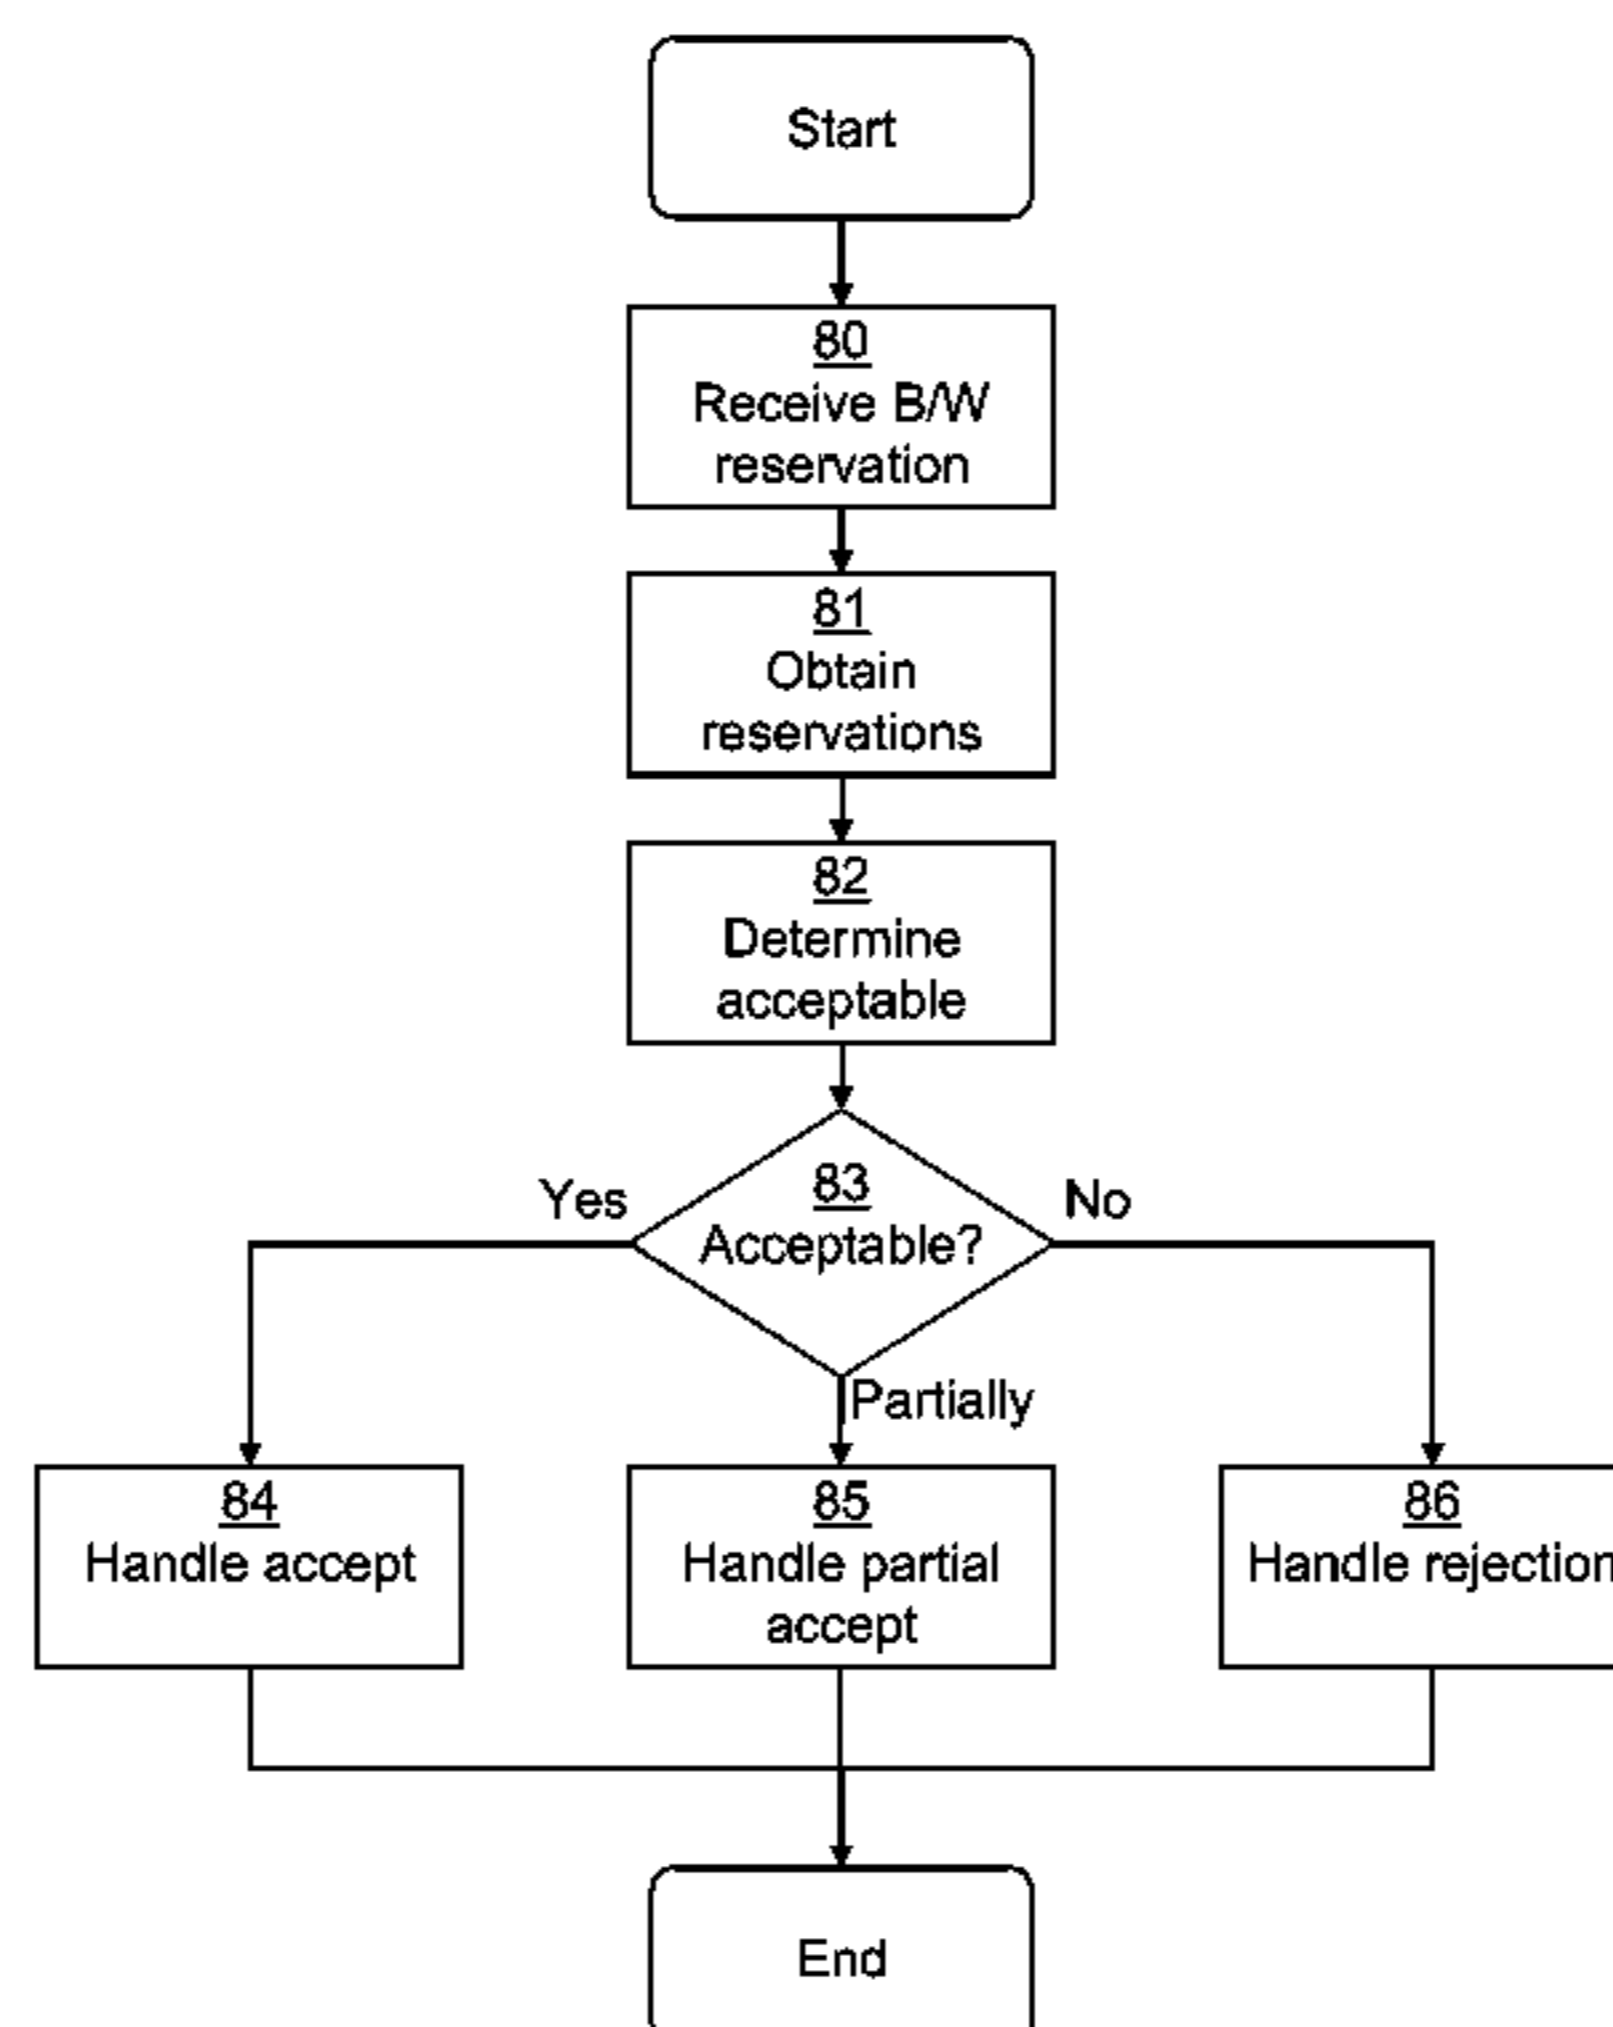 Start
80
Receive B/W
reservation
81
Obtain
reservations
82
Determine
acceptable
Yes
83
No
Acceptable?
Partially
84
Handle accept
85
Handle partial
accept
86
Handle rejection
End